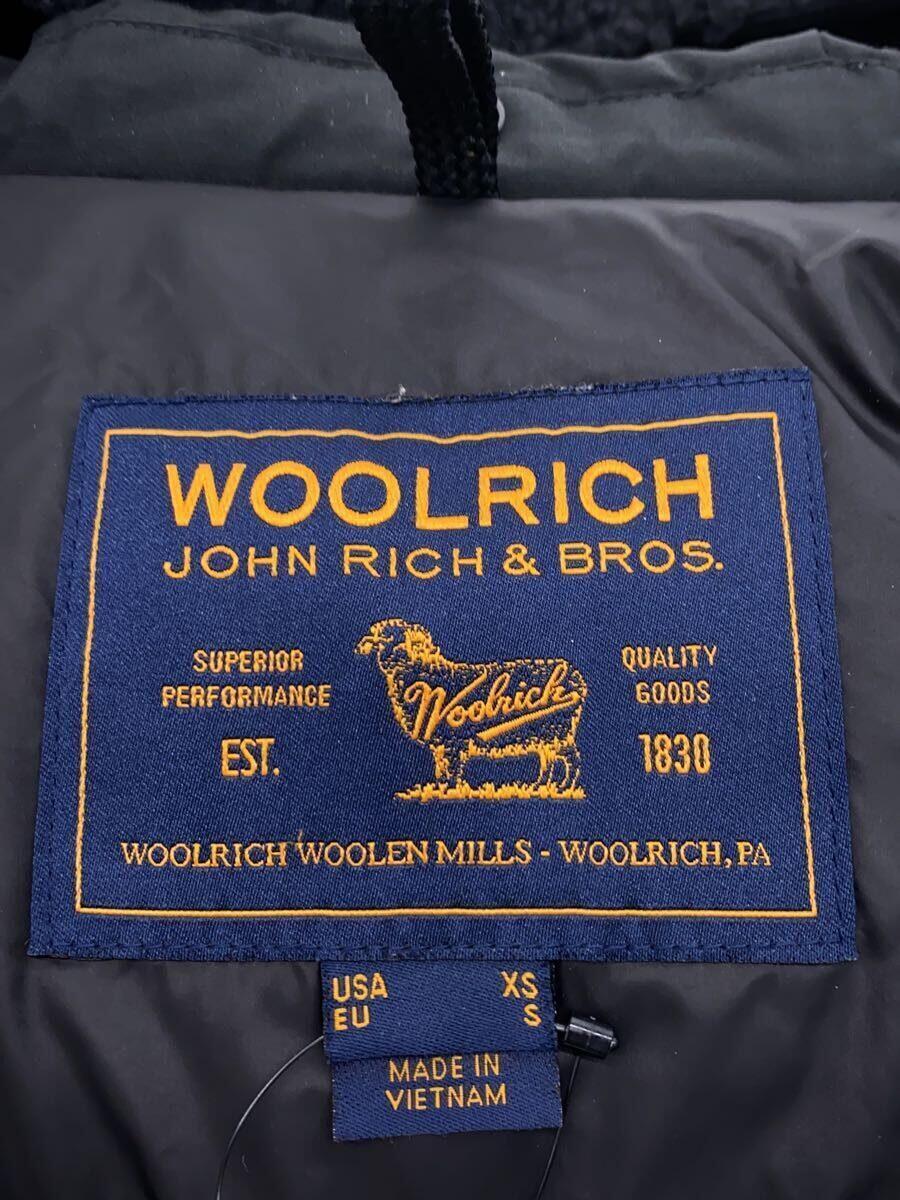 WOOLRICH
JOHN RICH & BROS.
SUPERIOR
PERFORMANCE
EST.
Woolrich
QUALITY
GOODS
1830
WOOLRICH WOOLEN MILLS - WOOLRICH, PA
USA XS
EU S
MADE IN
VIETNAM